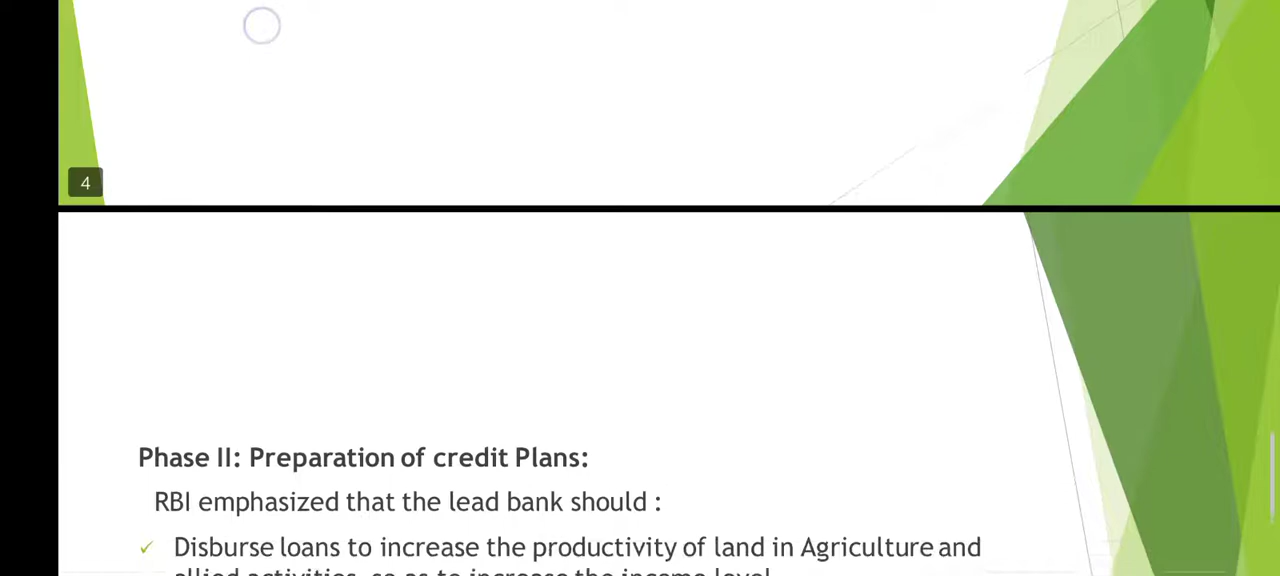 4
Phase II: Preparation of credit Plans:
RBI emphasized that the lead bank should :
✓ Disburse loans to increase the productivity of land in Agriculture and
allied activities, so as to increase the income level